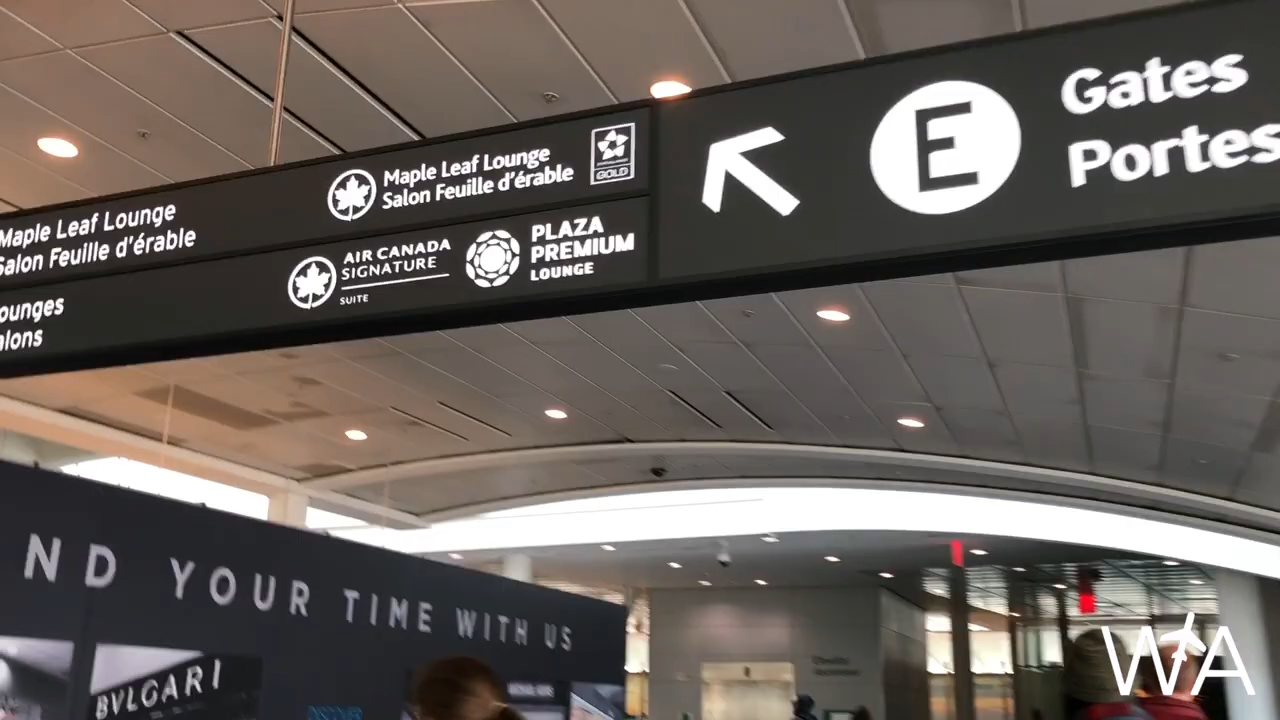 Maple Leaf Lounge
Salon Feuille d'érable
ounges
alons
Maple Leaf Lounge
Salon Feuille d'érable
GOLD
AIR CANADA
SIGNATURE
SUITE
PLAZA
PREMIUM
LOUNGE
E
Gates
Portes
ND YOUR TIME WITH US
BVLGARI
DISCOVER
WA